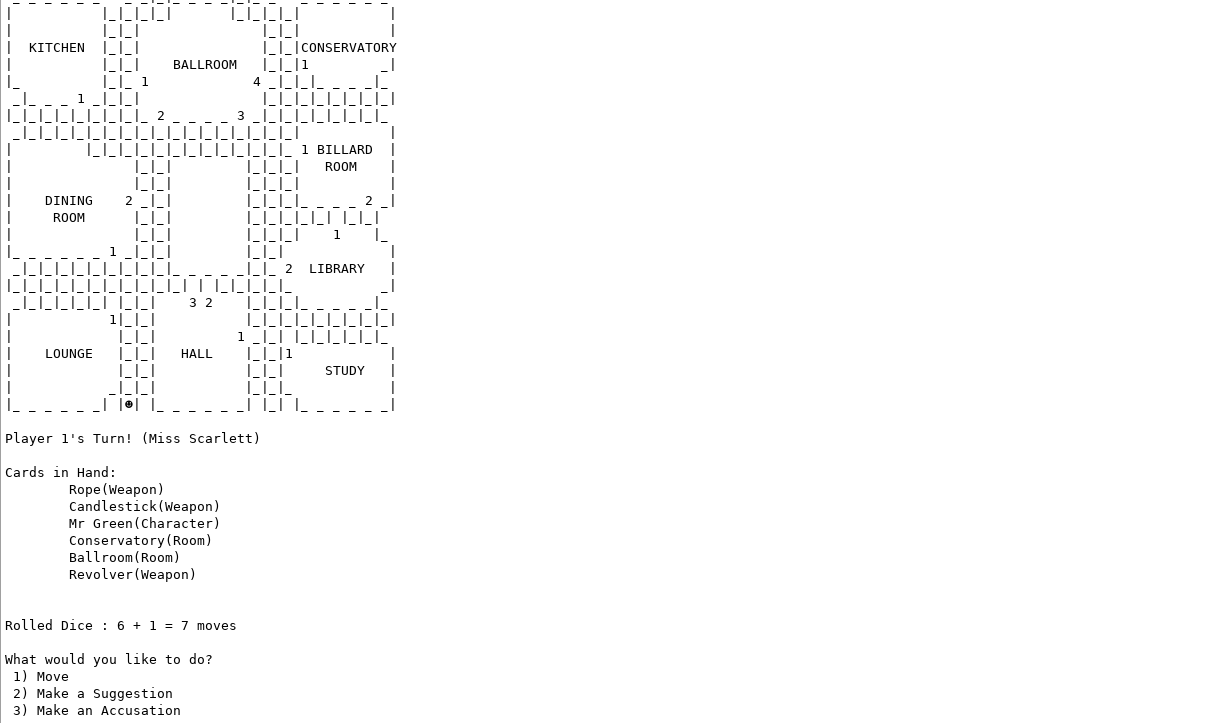 _ _ _ _ _ _   _ _|_|_|_ _ _ _|_|_|_ _   _ _ _ _ _ _
|           |_|_|_|_|       |_|_|_|_|           |
|           |_|_|               |_|_|           |
|  KITCHEN  |_|_|               |_|_|CONSERVATORY
|           |_|_|    BALLROOM   |_|_|1         _|
|_          |_|_ 1             4 _|_|_|_ _ _ _|_
 _|_ _ _ 1 _|_|_|               |_|_|_|_|_|_|_|_|
|_|_|_|_|_|_|_|_|_ 2 _ _ _ _ 3 _|_|_|_|_|_|_|_|_
 _|_|_|_|_|_|_|_|_|_|_|_|_|_|_|_|_|_|           |
|         |_|_|_|_|_|_|_|_|_|_|_|_|_ 1 BILLARD  |
|               |_|_|         |_|_|_|   ROOM    |
|               |_|_|         |_|_|_|           |
|    DINING    2 _|_|         |_|_|_|_ _ _ _ 2 _|
|     ROOM      |_|_|         |_|_|_|_|_| |_|_|
|               |_|_|         |_|_|_|    1    |_
|_ _ _ _ _ _ 1 _|_|_|         |_|_|             |
 _|_|_|_|_|_|_|_|_|_|_ _ _ _ _|_|_ 2  LIBRARY   |
|_|_|_|_|_|_|_|_|_|_|_| | |_|_|_|_|_           _|
 _|_|_|_|_|_| |_|_|    3 2    |_|_|_|_ _ _ _ _|_
|            1|_|_|           |_|_|_|_|_|_|_|_|_|
|             |_|_|          1 _|_| |_|_|_|_|_|_
|    LOUNGE   |_|_|   HALL    |_|_|1            |
|             |_|_|           |_|_|     STUDY   |
|            _|_|_|           |_|_|_            |
|_ _ _ _ _ _| |☻| |_ _ _ _ _ _| |_| |_ _ _ _ _ _|
Player 1's Turn! (Miss Scarlett)
Cards in Hand:
        Rope(Weapon)
        Candlestick(Weapon)
        Mr Green(Character)
        Conservatory(Room)
        Ballroom(Room)
        Revolver(Weapon)
Rolled Dice : 6 + 1 = 7 moves
What would you like to do?
 1) Move
 2) Make a Suggestion
 3) Make an Accusation